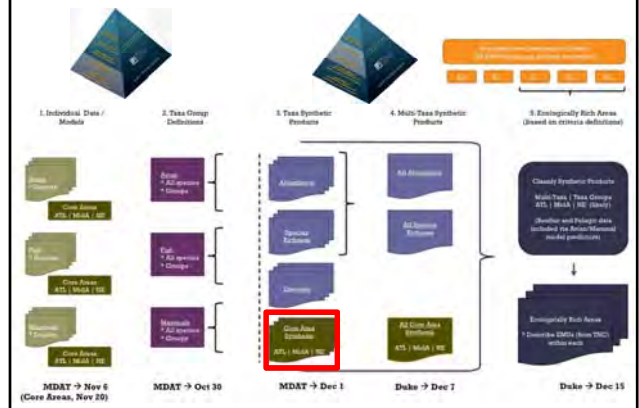 1. Individual Data /
Models
2. Taxa Group
Definitions
3. Taxa Synthetic
Products
4. Multi-Taxa Synthetic
Products
5. Ecologically Rich Areas
(based on criteria definitions)
Avian
• Species
Core Areas
ATL | MidA | NE
Fish
• Species
Core Areas
ATL | MidA | NE
Mammals
• Species
Core Areas
ATL | MidA | NE
Avian
• All species
• Groups
Fish
• All species
• Groups
Mammals
• All species
• Groups
Abundance
Species
Richness
Diversity
Core Area
Synthesis
ATL | MidA | NE
All Abundance
All Species
Richness
All Core Area
Synthesis
ATL | MidA | NE
Classify Synthetic Products
Multi-Taxa | Taxa Groups
ATL | MidA | NE (likely)
(Benthic and Pelagic data
included via Avian/Mammal
model predictors)
Ecologically Rich Areas
• Describe EMUs (from TNC)
within each
MDAT → Nov 6
(Core Areas, Nov 20)
MDAT → Oct 30
MDAT → Dec 1
Duke → Dec 7
Duke → Dec 15